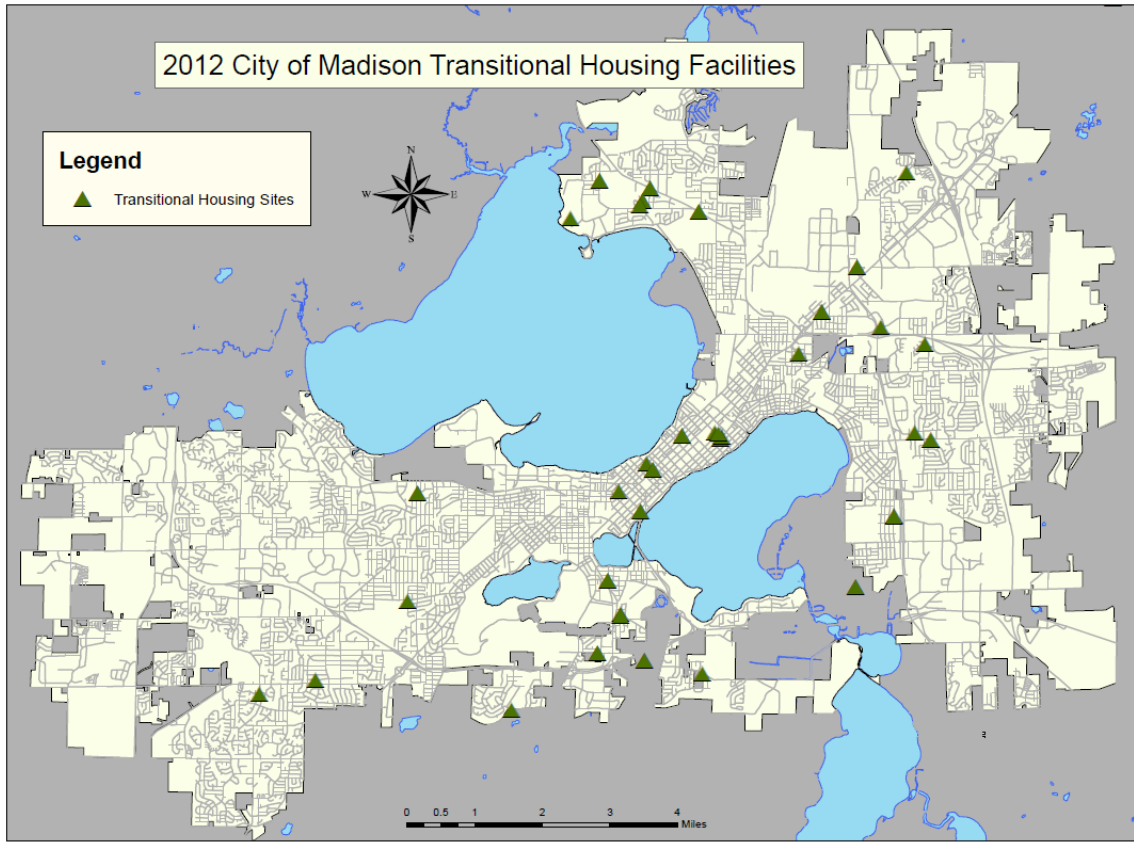 2012 City of Madison Transitional Housing Facilities
Legend
Transitional Housing Sites
N
W E
S
0 0.5 1 2 3 4
Miles